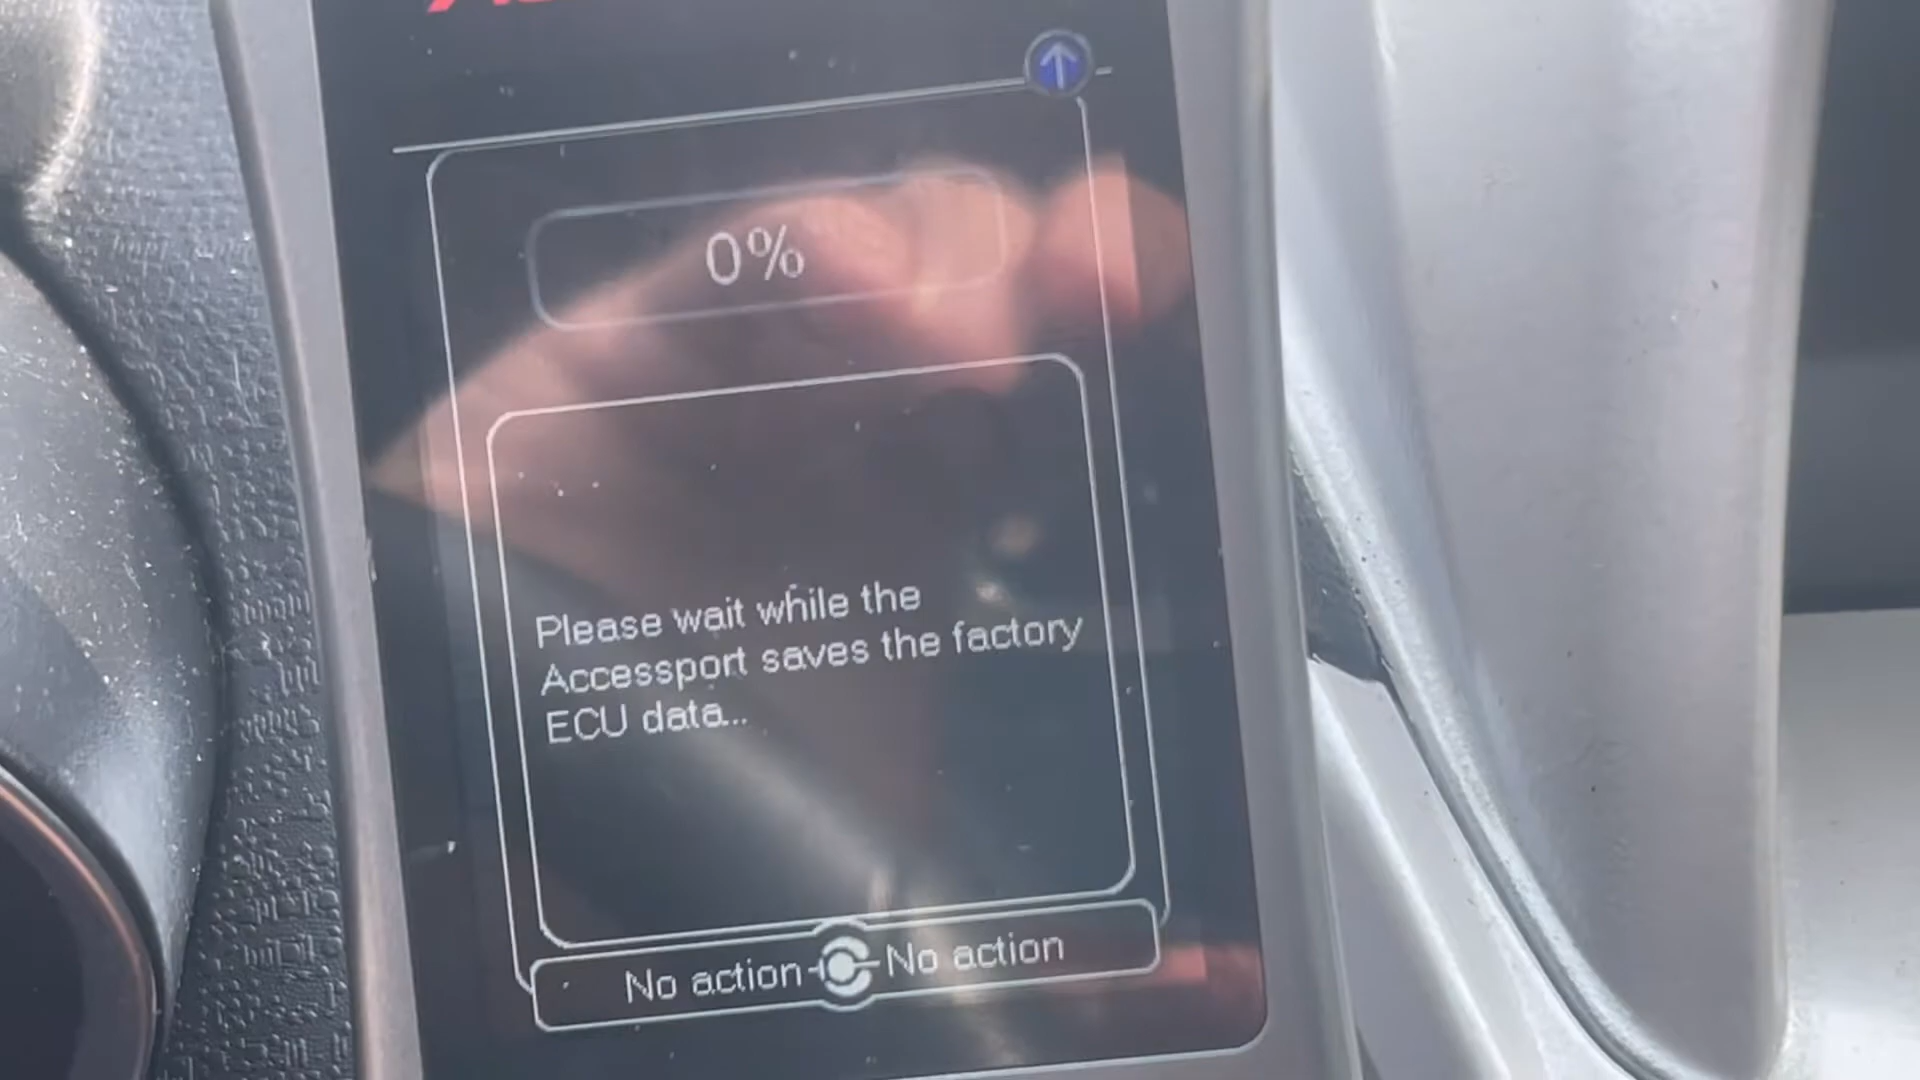 0%
Please wait while the
Accessport saves the factory
ECU data...
No action
No action